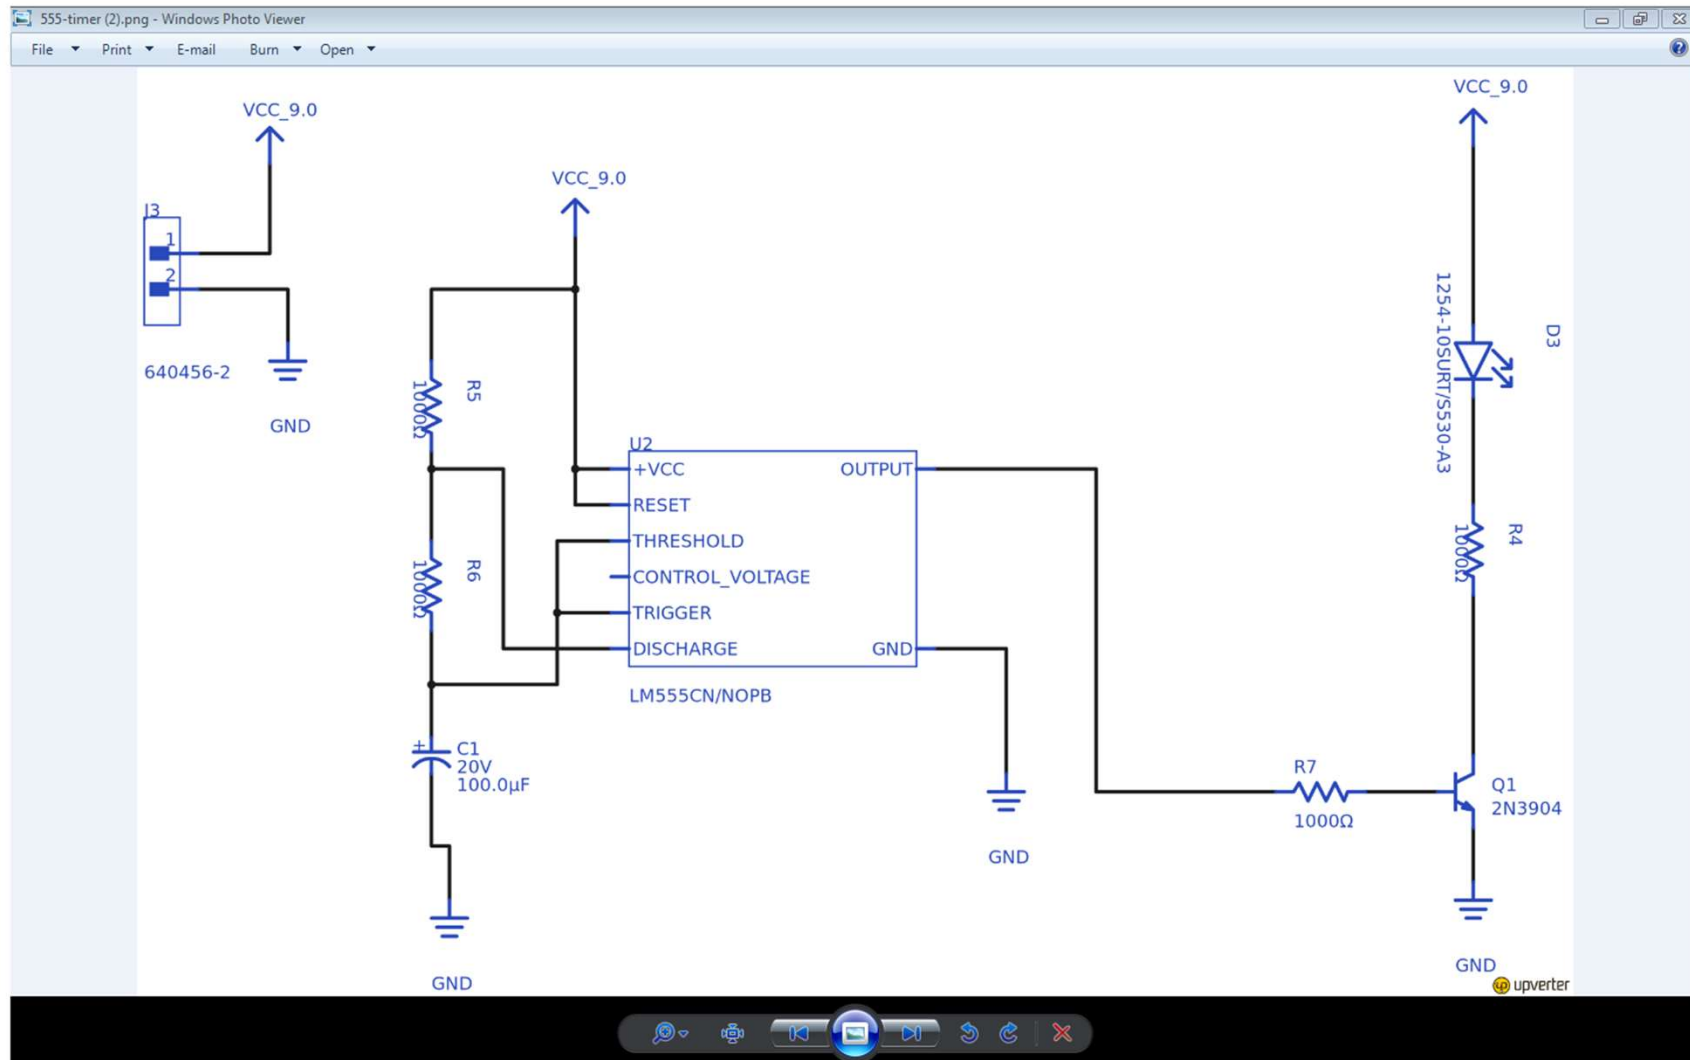 555-timer (2).png - Windows Photo Viewer
File Print E-mail Burn Open
VCC_9.0
J3
1
2
640456-2
GND
VCC_9.0
R5
1000Ω
R6
1000Ω
C1
20V
100.0μF
+
GND
U2
+VCC
RESET
THRESHOLD
CONTROL_VOLTAGE
TRIGGER
DISCHARGE
OUTPUT
GND
LM555CN/NOPB
GND
VCC_9.0
1254-10SURT/S530-A3
D3
R4
1000Ω
R7
1000Ω
Q1
2N3904
GND
upverter